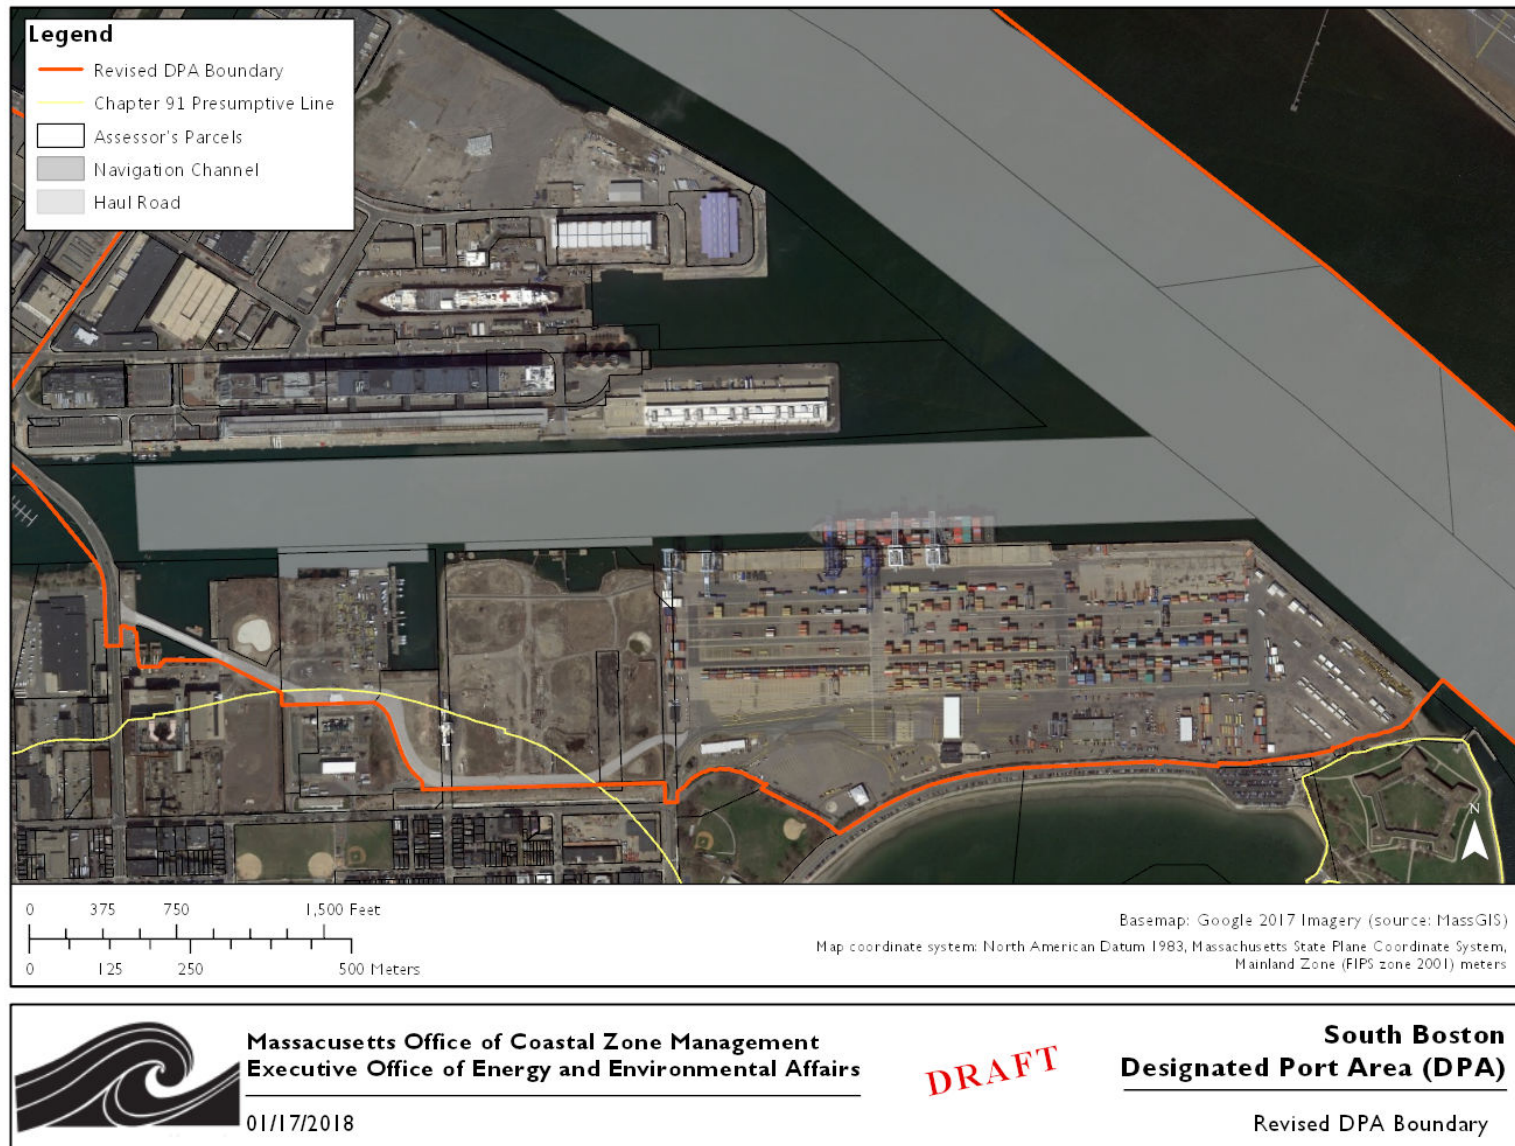 Legend
Revised DPA Boundary
Chapter 91 Presumptive Line
Assessor's Parcels
Navigation Channel
Haul Road
N
0 375 750 1,500 Feet
0 125 250 500 Meters
Basemap: Google 2017 Imagery (source: MassGIS)
Map coordinate system: North American Datum 1983, Massachusetts State Plane Coordinate System,
Mainland Zone (FIPS zone 2001) meters
Massacusetts Office of Coastal Zone Management
Executive Office of Energy and Environmental Affairs
01/17/2018
DRAFT
South Boston
Designated Port Area (DPA)
Revised DPA Boundary